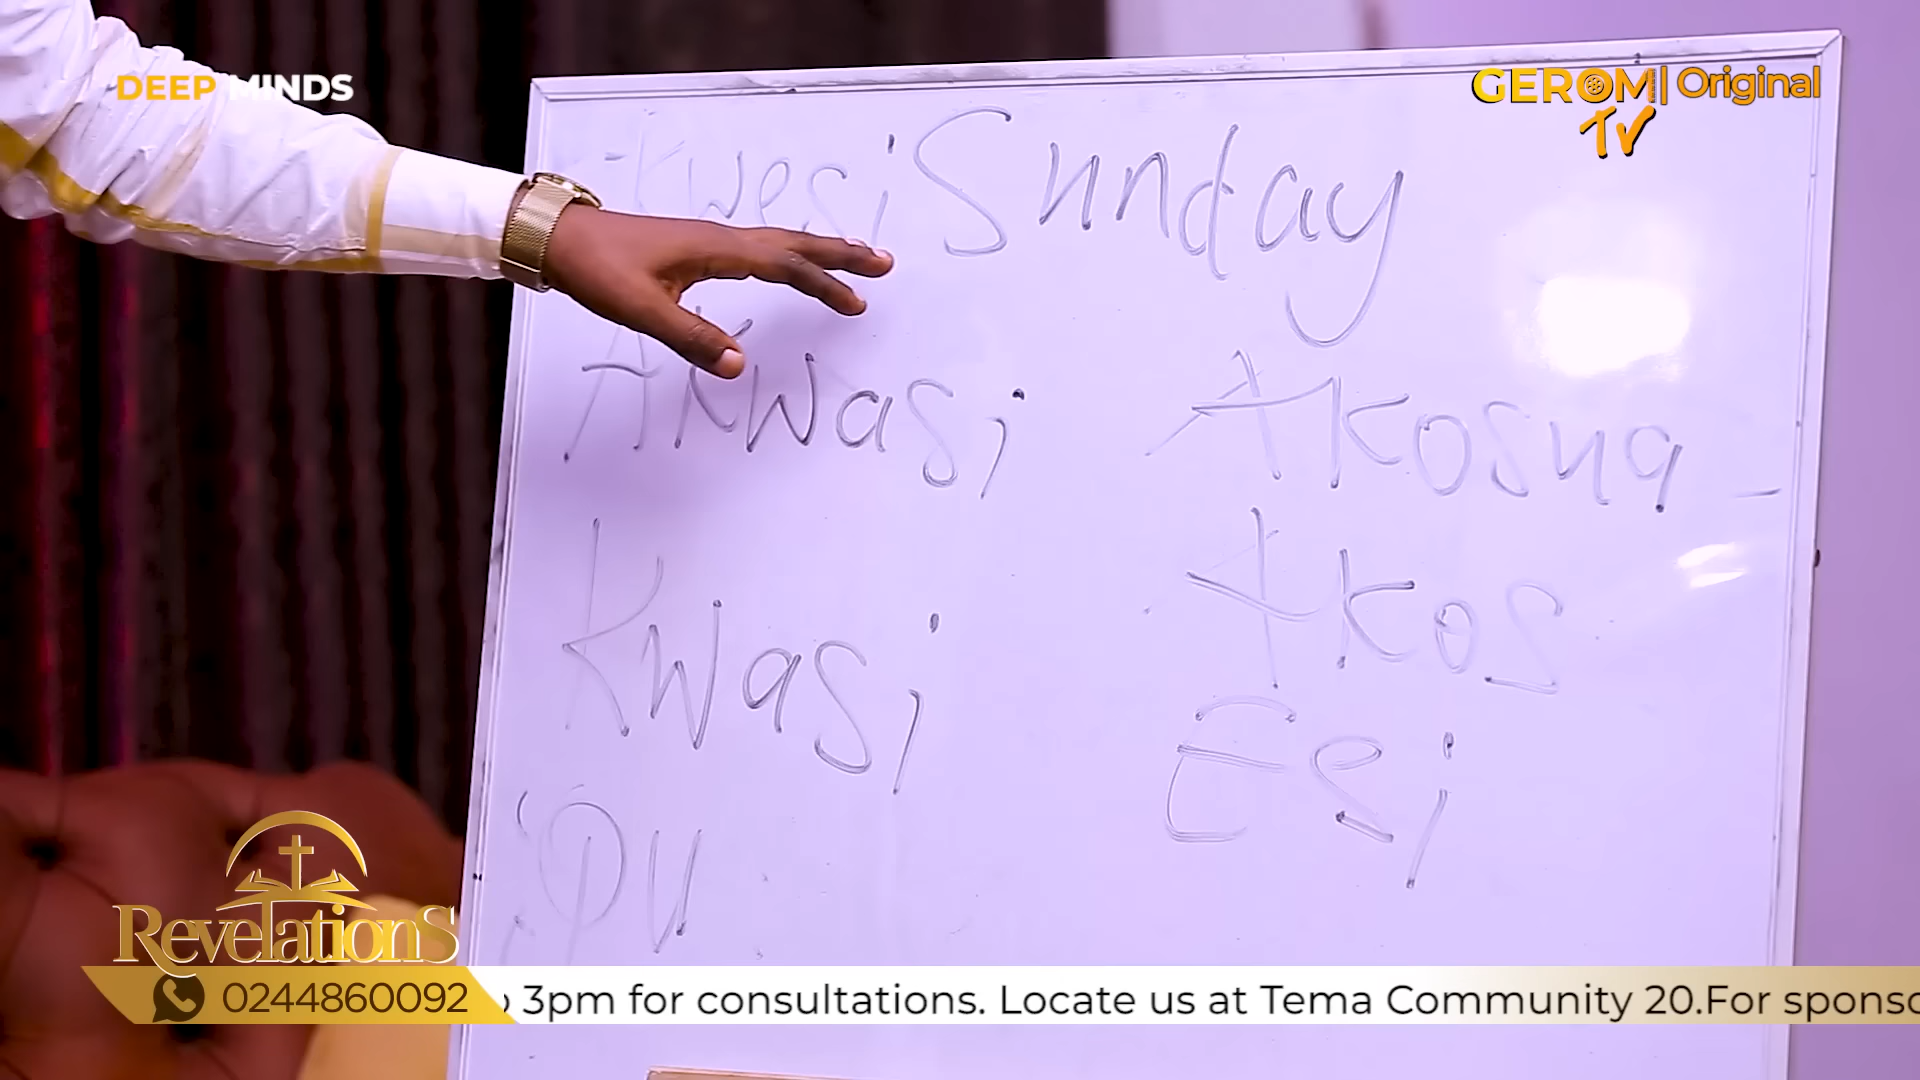 DEEP MINDS
GEROM TV | Original
Kwesi Sunday
Akwasi Akosua -
Kwasi Akos
Esi
RevelationS
0244860092
3pm for consultations. Locate us at Tema Community 20.For sponso